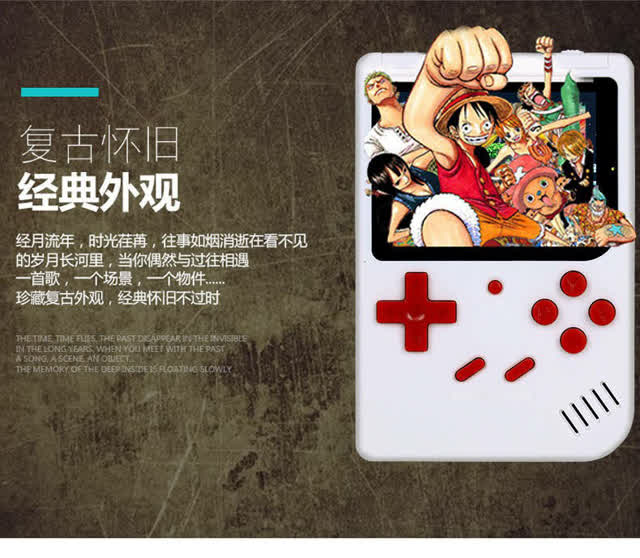 复古怀旧
经典外观
经月流年，时光荏苒，往事如烟消逝在看不见
的岁月长河里，当你偶然与过往相遇
一首歌，一个场景，一个物件......
珍藏复古外观，经典怀旧不过时
THE TIME, TIME FLIES, THE PAST DISAPPEAR IN THE INVISIBLE
IN THE LONG YEARS, WHEN YOU MEET WITH THE PAST
A SONG, A SCENE, AN OBJECT...
THE MEMORY OF THE DEEP INSIDE IS FLOATING SLOWLY